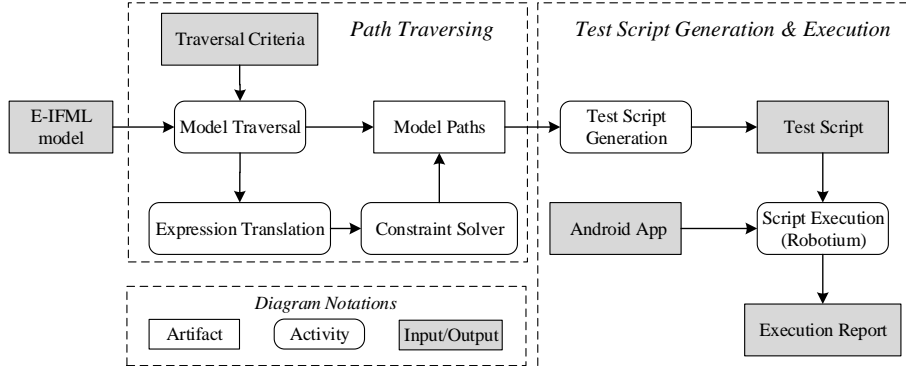 Path Traversing
Test Script Generation & Execution
Traversal Criteria
E-IFML
model
Model Traversal
Model Paths
Test Script
Generation
Test Script
Expression Translation
Constraint Solver
Android App
Script Execution
(Robotium)
Diagram Notations
Artifact
Activity
Input/Output
Execution Report